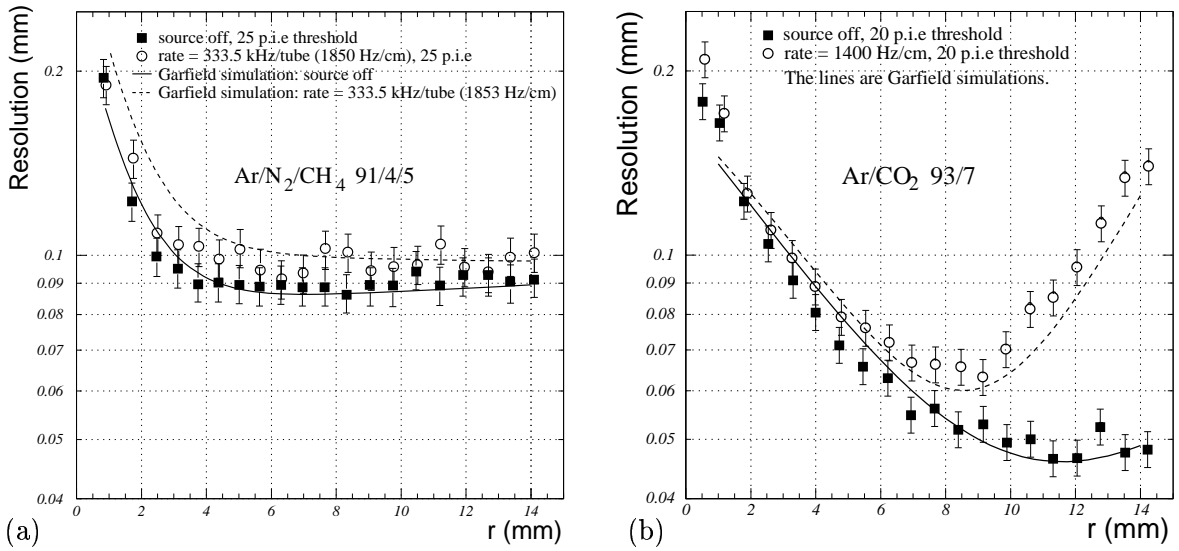 Resolution (mm)
source off, 25 p.i.e threshold
rate = 333.5 kHz/tube (1850 Hz/cm), 25 p.i.e
Garfield simulation: source off
Garfield simulation: rate = 333.5 kHz/tube (1853 Hz/cm)
Ar/N2/CH4 91/4/5
0.2
0.1
0.09
0.08
0.07
0.06
0.05
0.04
0 2 4 6 8 10 12 14
r (mm)
(a)
Resolution (mm)
source off, 20 p.i.e threshold
rate = 1400 Hz/cm, 20 p.i.e threshold
The lines are Garfield simulations.
Ar/CO2 93/7
0.2
0.1
0.09
0.08
0.07
0.06
0.05
0.04
0 2 4 6 8 10 12 14
r (mm)
(b)